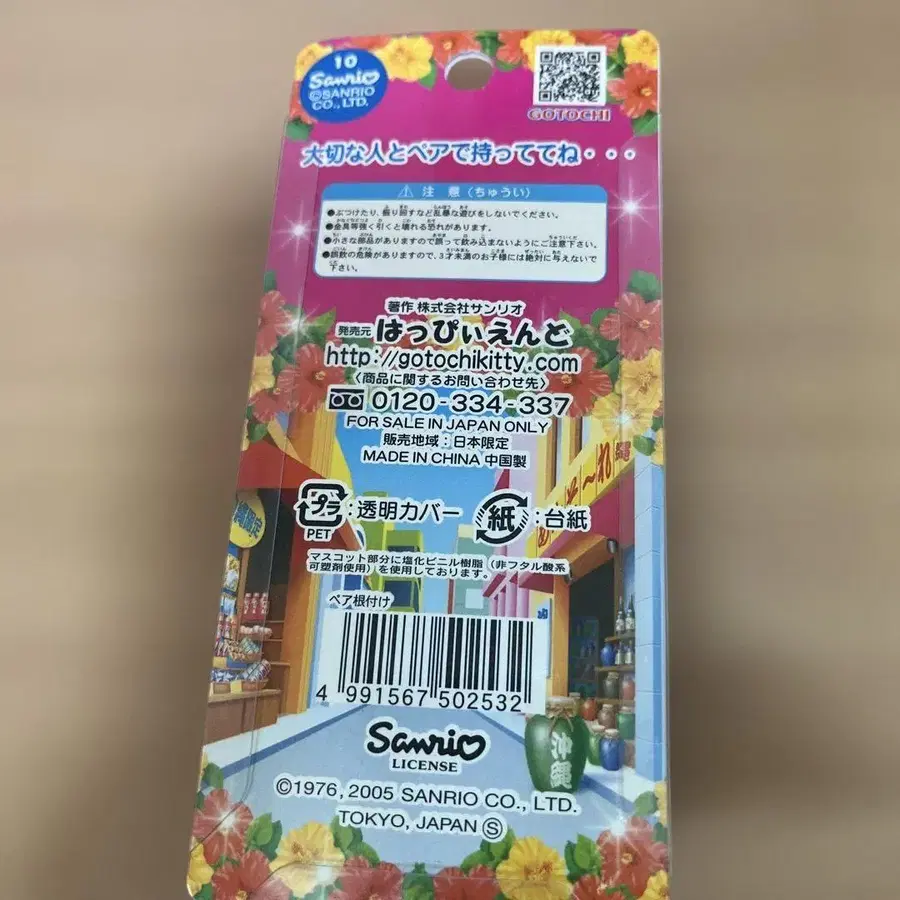 10
Sanrio
©SANRIO
CO., LTD.
GOTOCHI
大切な人とペアで持っててね・・・
⚠ 注 意 (ちゅうい)
●ぶつけたり、振り回すなど乱暴な遊びをしないでください。
●金具等強く引くと壊れる恐れがあります。
●小さな部品がありますので誤って飲み込まないようにご注意下さい。
●誤飲の危険がありますので、3才未満のお子様には絶対に与えないで
下さい。
著作 株式会社サンリオ
発売元 はっぴぃえんど
http://gotochikitty.com
〈商品に関するお問い合わせ先〉
0120-334-337
FOR SALE IN JAPAN ONLY
販売地域:日本限定
MADE IN CHINA 中国製
プラ:透明カバー 紙:台紙
PET
マスコット部分に塩化ビニル樹脂(非フタル酸系
可塑剤使用)を使用しております。
ペア根付け
4 991567 502532
沖縄
Sanrio
LICENSE
©1976, 2005 SANRIO CO., LTD.
TOKYO, JAPAN Ⓢ